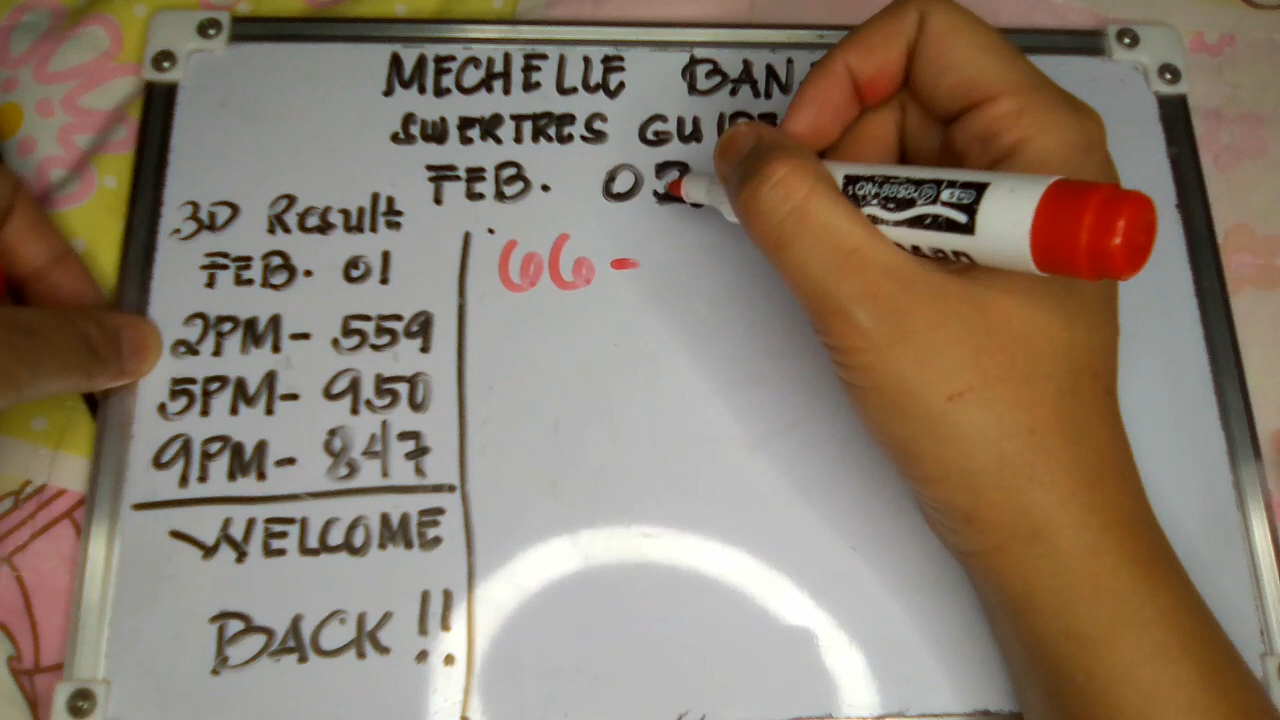 MECHELLE
SWERTRES
FEB.
3D Result
FEB. 01
2PM- 559
5PM- 950
9PM- 847
WELCOME
BACK!!
66-